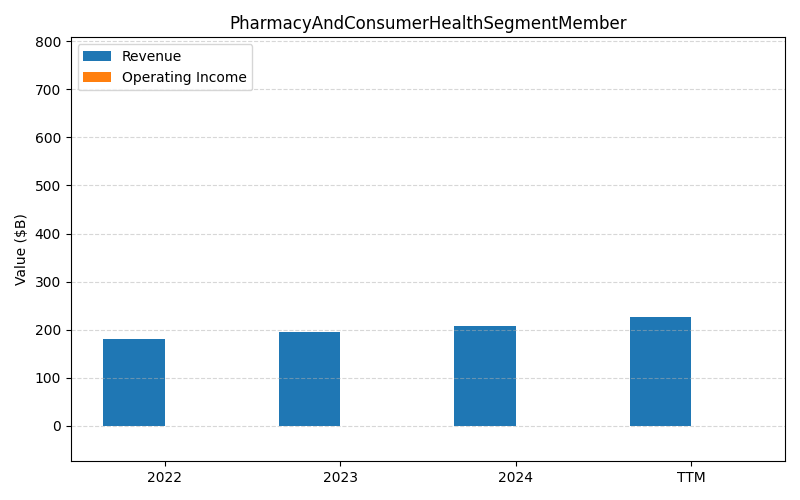 PharmacyAndConsumerHealthSegmentMember
Revenue
Operating Income
Value ($B)
800
700
600
500
400
300
200
100
0
2022
2023
2024
TTM